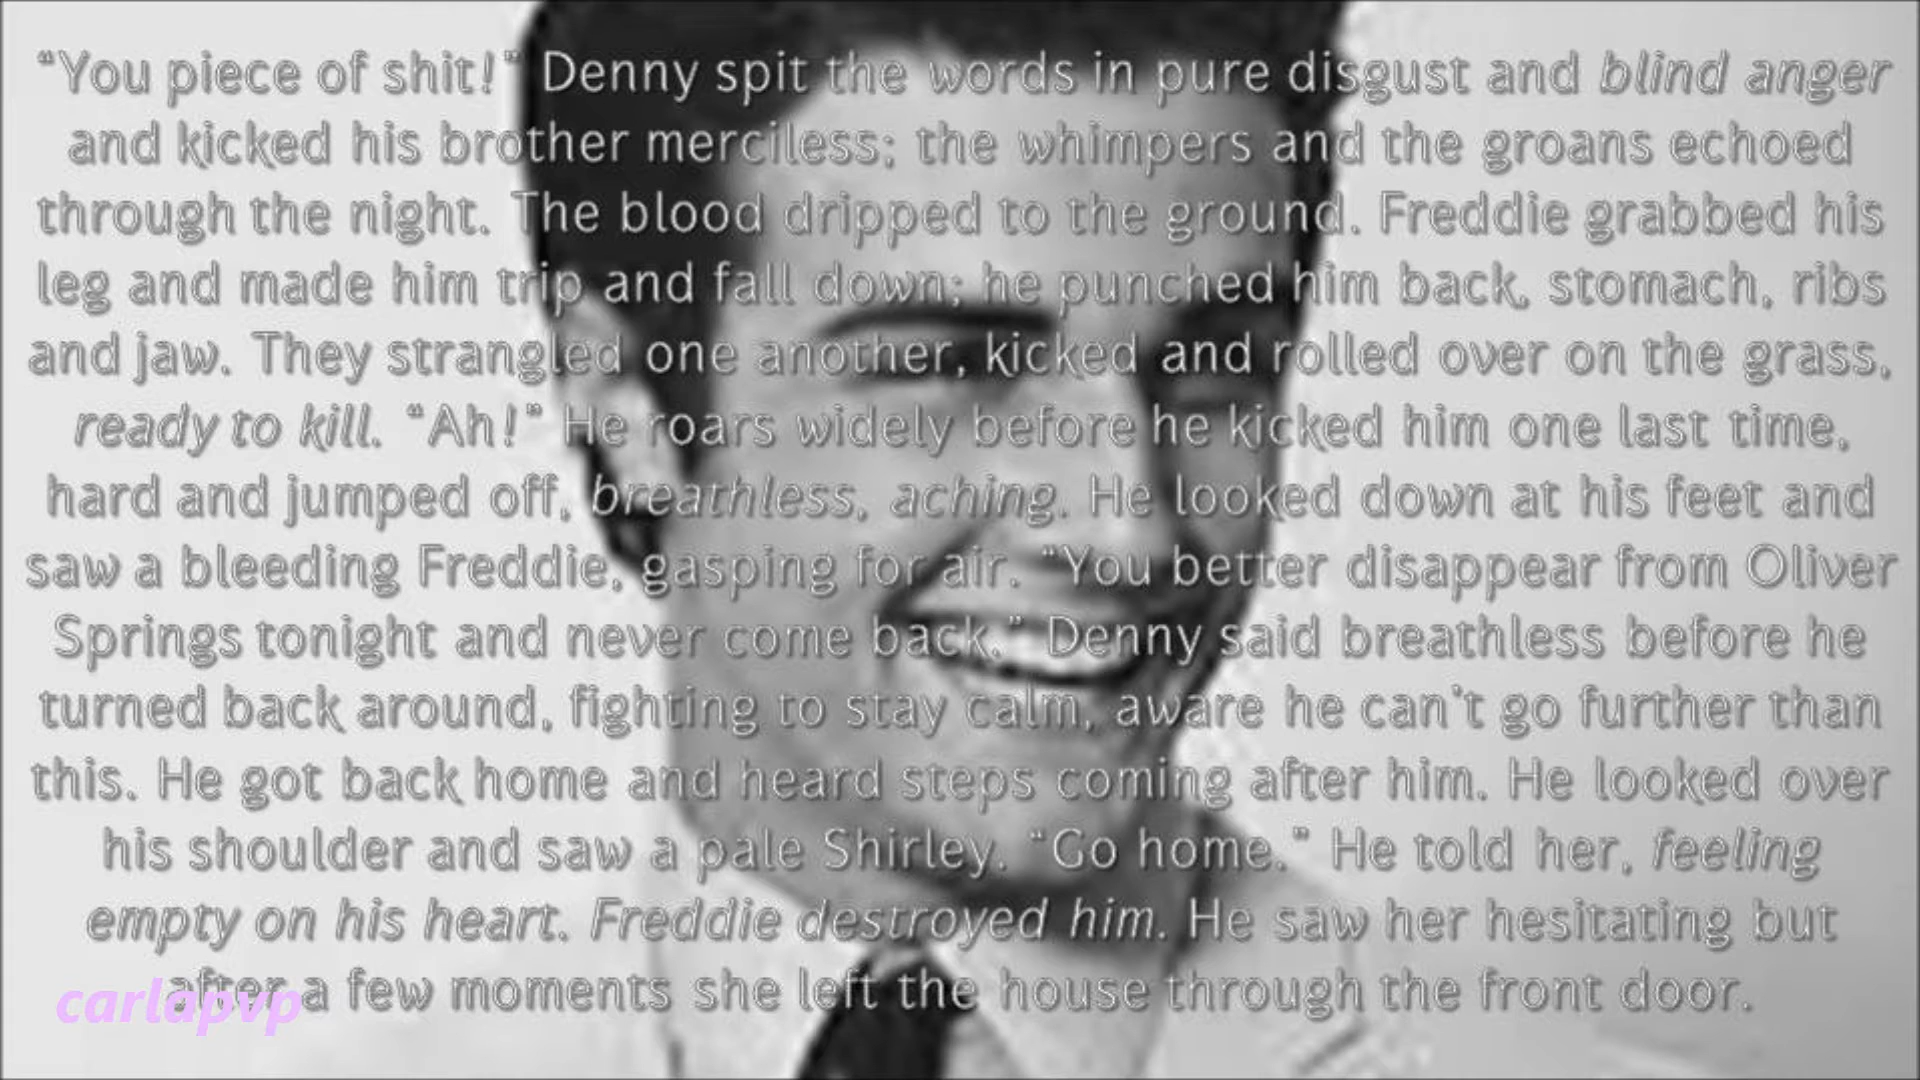 “You piece of shit!” Denny spit the words in pure disgust and blind anger
and kicked his brother merciless; the whimpers and the groans echoed
through the night. The blood dripped to the ground. Freddie grabbed his
leg and made him trip and fall down; he punched him back, stomach, ribs
and jaw. They strangled one another, kicked and rolled over on the grass,
ready to kill. “Ah!” He roars widely before he kicked him one last time,
hard and jumped off, breathless, aching. He looked down at his feet and
saw a bleeding Freddie, gasping for air. “You better disappear from Oliver
Springs tonight and never come back.” Denny said breathless before he
turned back around, fighting to stay calm, aware he can't go further than
this. He got back home and heard steps coming after him. He looked over
his shoulder and saw a pale Shirley. “Go home.” He told her, feeling
empty on his heart. Freddie destroyed him. He saw her hesitating but
after a few moments she left the house through the front door.
carlapvp